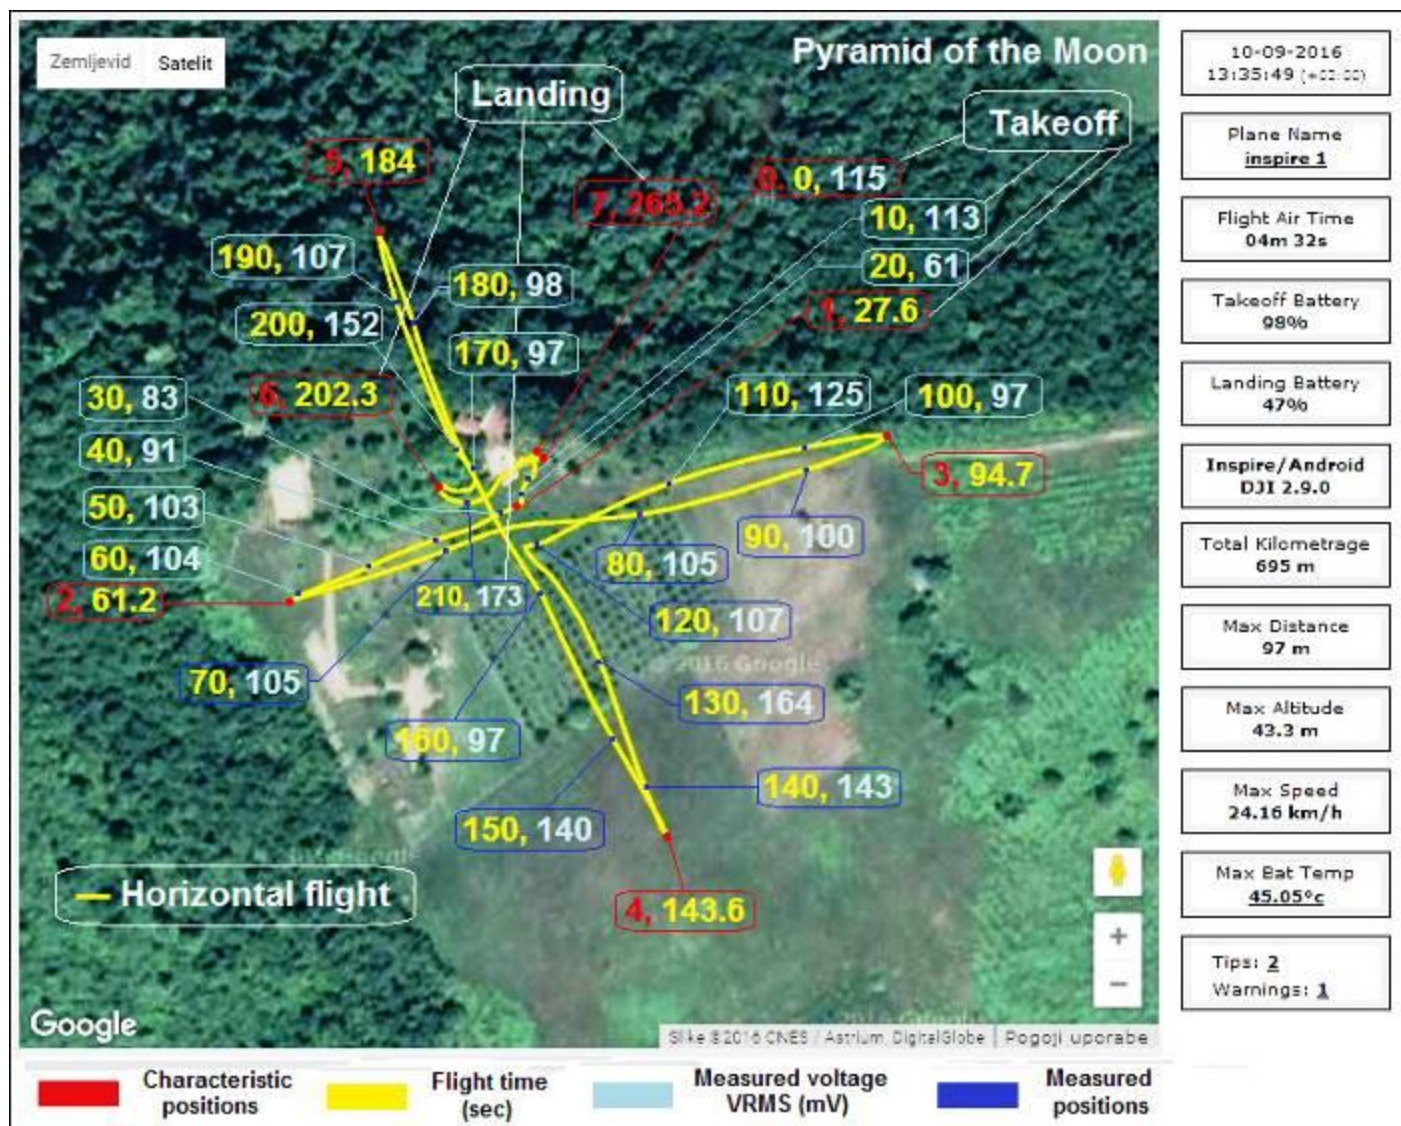 Zemljevid Satelit
Pyramid of the Moon
Landing
Takeoff
5, 184
7, 265.2
0. 0, 115
10, 113
190, 107
180, 98
20, 61
200, 152
1, 27.6
170, 97
6, 202.3
30, 83
110, 125
100, 97
40, 91
3, 94.7
50, 103
90, 100
60, 104
80, 105
2, 61.2
210, 173
120, 107
© 2016 Google
70, 105
130, 164
160, 97
140, 143
150, 140
Horizontal flight
4, 143.6
+
−
Google
Slike ©2016 CNES / Astrium, DigitalGlobe Pogoji uporabe
10-09-2016
13:35:49
Plane Name
inspire 1
Flight Air Time
04m 32s
Takeoff Battery
98%
Landing Battery
47%
Inspire/Android
DJI 2.9.0
Total Kilometrage
695 m
Max Distance
97 m
Max Altitude
43.3 m
Max Speed
24.16 km/h
Max Bat Temp
45.05°c
Tips: 2
Warnings: 1
Characteristic
positions
Flight time
(sec)
Measured voltage
VRMS (mV)
Measured
positions